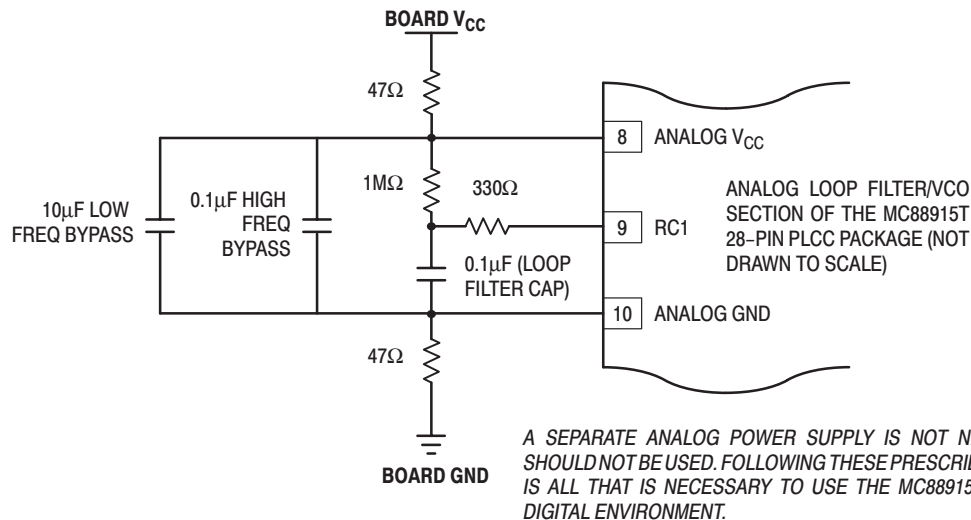 BOARD VCC
47Ω
8 ANALOG VCC
1MΩ
330Ω
10μF LOW
FREQ BYPASS
0.1μF HIGH
FREQ
BYPASS
9 RC1
ANALOG LOOP FILTER/VCO
SECTION OF THE MC88915T
28–PIN PLCC PACKAGE (NOT
DRAWN TO SCALE)
0.1μF (LOOP
FILTER CAP)
10 ANALOG GND
47Ω
BOARD GND
A SEPARATE ANALOG POWER SUPPLY IS NOT
SHOULD NOT BE USED. FOLLOWING THESE
IS ALL THAT IS NECESSARY TO USE THE MC88915
DIGITAL ENVIRONMENT.